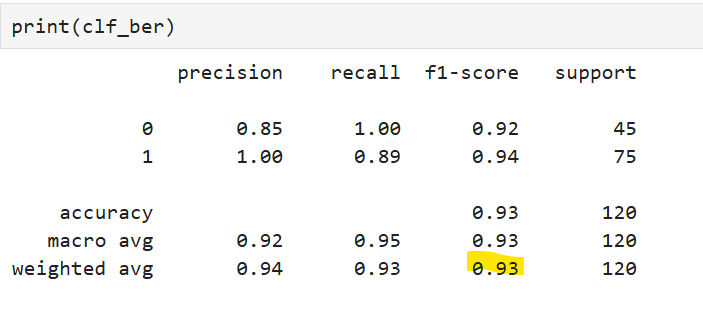 print(clf_ber)
precision recall f1-score support
0 0.85 1.00 0.92 45
1 1.00 0.89 0.94 75
accuracy 0.93 120
macro avg 0.92 0.95 0.93 120
weighted avg 0.94 0.93 0.93 120